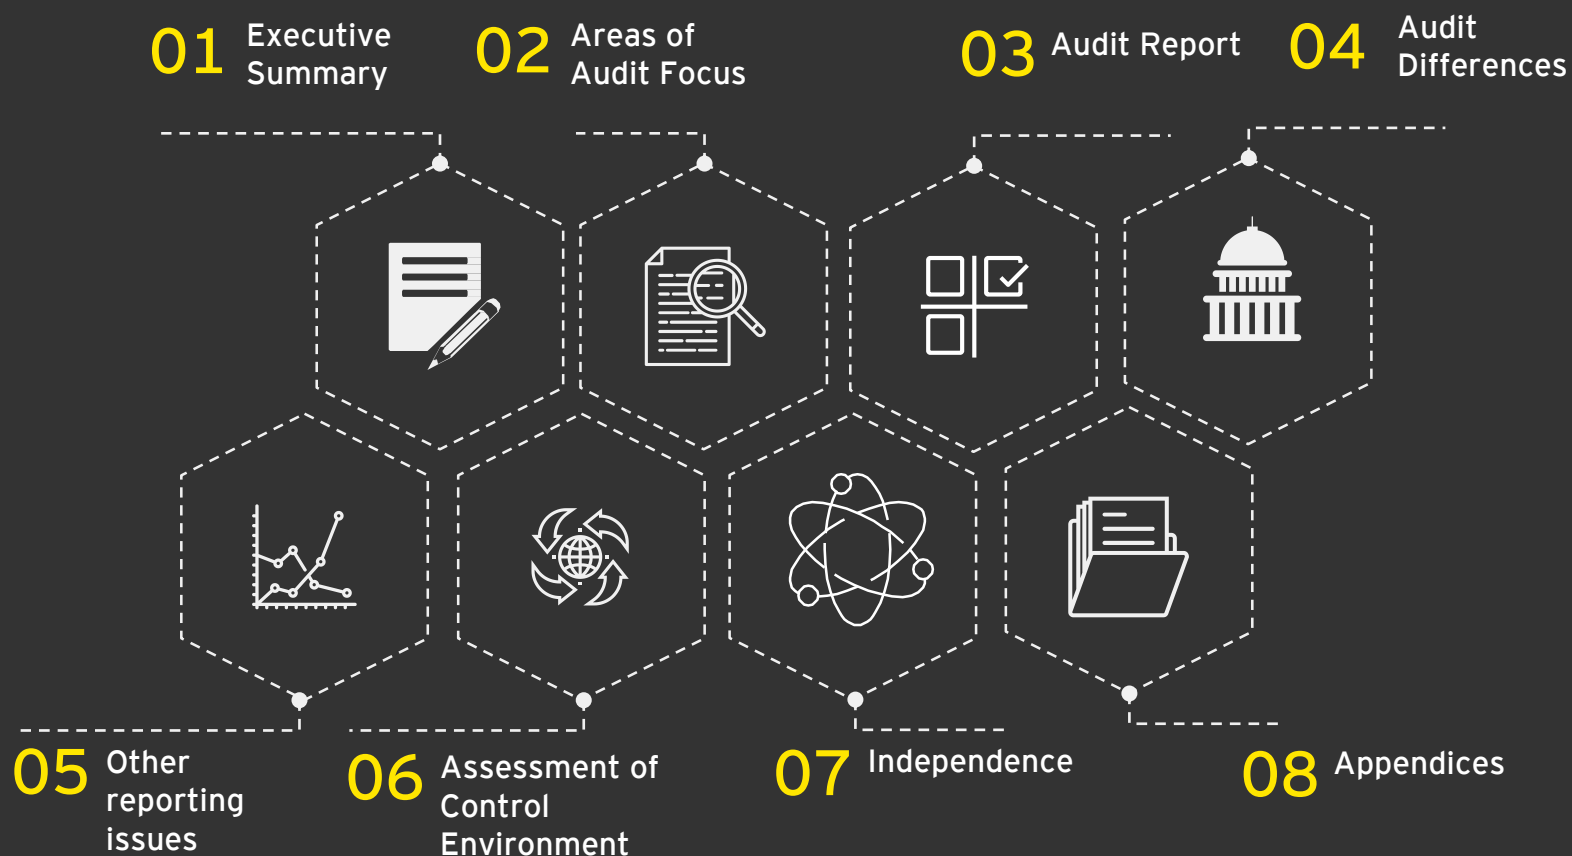 01 Executive
Summary
02 Areas of
Audit Focus
03 Audit Report
04 Audit
Differences
05 Other
reporting
issues
06 Assessment of
Control
Environment
07 Independence
08 Appendices